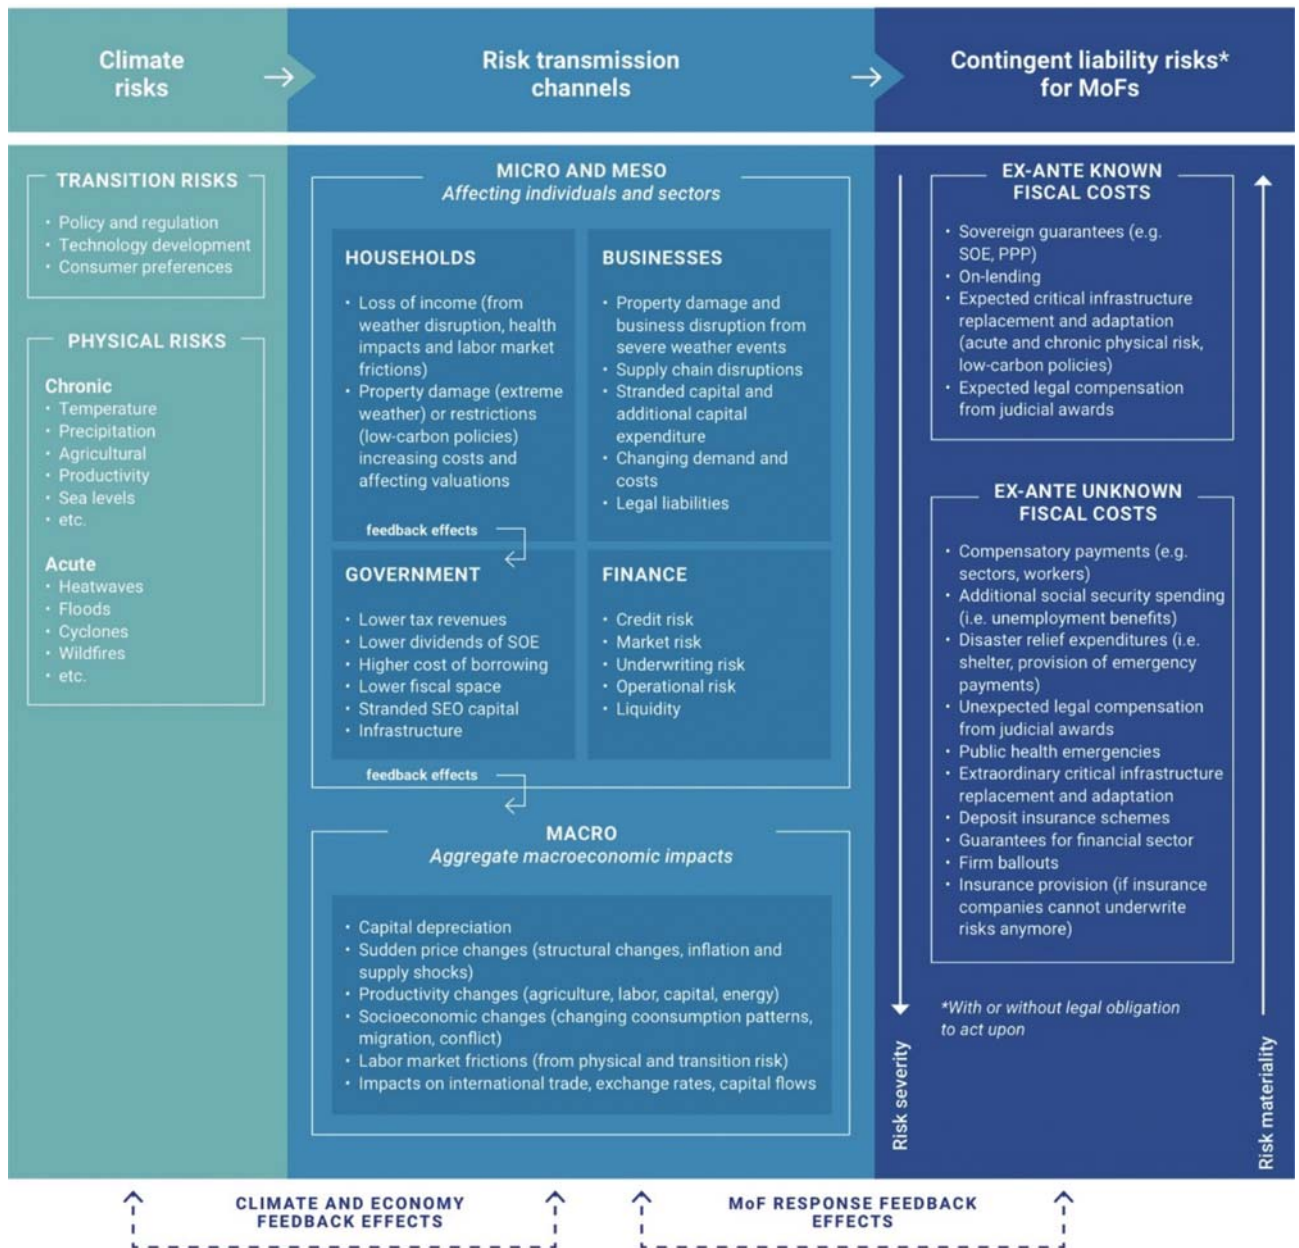 Climate
risks
Risk transmission
channels
Contingent liability risks*
for MoFs
TRANSITION RISKS
• Policy and regulation
• Technology development
• Consumer preferences
PHYSICAL RISKS
Chronic
• Temperature
• Precipitation
• Agricultural
• Productivity
• Sea levels
• etc.
Acute
• Heatwaves
• Floods
• Cyclones
• Wildfires
• etc.
MICRO AND MESO
Affecting individuals and sectors
HOUSEHOLDS
• Loss of income (from
weather disruption, health
impacts and labor market
frictions)
• Property damage (extreme
weather) or restrictions
(low-carbon policies)
increasing costs and
affecting valuations
feedback effects
BUSINESSES
• Property damage and
business disruption from
severe weather events
• Supply chain disruptions
• Stranded capital and
additional capital
expenditure
• Changing demand and
costs
• Legal liabilities
GOVERNMENT
• Lower tax revenues
• Lower dividends of SOE
• Higher cost of borrowing
• Lower fiscal space
• Stranded SEO capital
• Infrastructure
feedback effects
FINANCE
• Credit risk
• Market risk
• Underwriting risk
• Operational risk
• Liquidity
MACRO
Aggregate macroeconomic impacts
• Capital depreciation
• Sudden price changes (structural changes, inflation and
supply shocks)
• Productivity changes (agriculture, labor, capital, energy)
• Socioeconomic changes (changing coonsumption patterns,
migration, conflict)
• Labor market frictions (from physical and transition risk)
• Impacts on international trade, exchange rates, capital flows
EX-ANTE KNOWN
FISCAL COSTS
• Sovereign guarantees (e.g.
SOE, PPP)
• On-lending
• Expected critical infrastructure
replacement and adaptation
(acute and chronic physical risk,
low-carbon policies)
• Expected legal compensation
from judicial awards
EX-ANTE UNKNOWN
FISCAL COSTS
• Compensatory payments (e.g.
sectors, workers)
• Additional social security spending
(i.e. unemployment benefits)
• Disaster relief expenditures (i.e.
shelter, provision of emergency
payments)
• Unexpected legal compensation
from judicial awards
• Public health emergencies
• Extraordinary critical infrastructure
replacement and adaptation
• Deposit insurance schemes
• Guarantees for financial sector
• Firm ballouts
• Insurance provision (if insurance
companies cannot underwrite
risks anymore)
*With or without legal obligation
to act upon
Risk severity
Risk materiality
CLIMATE AND ECONOMY
FEEDBACK EFFECTS
MoF RESPONSE FEEDBACK
EFFECTS